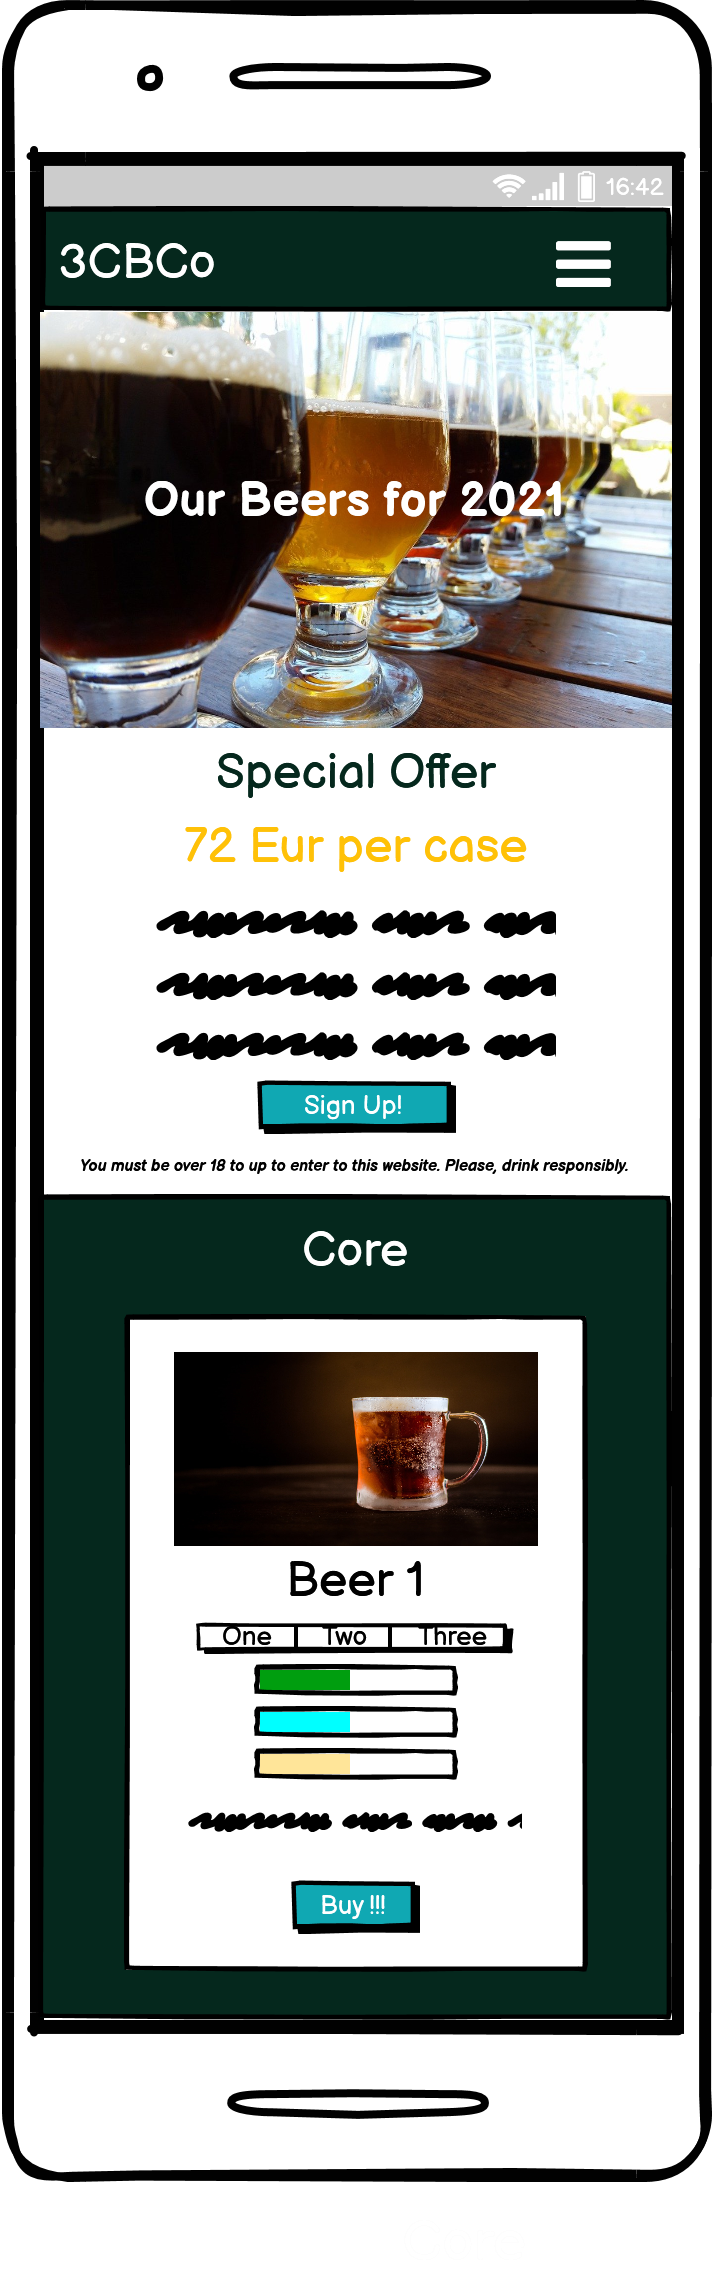 16:42
3CBCo
Our Beers for 2021
Special Offer
72 Eur per case
Sign Up!
You must be over 18 to up to enter to this website. Please, drink responsibly.
Core
Beer 1
One Two Three
Buy !!!